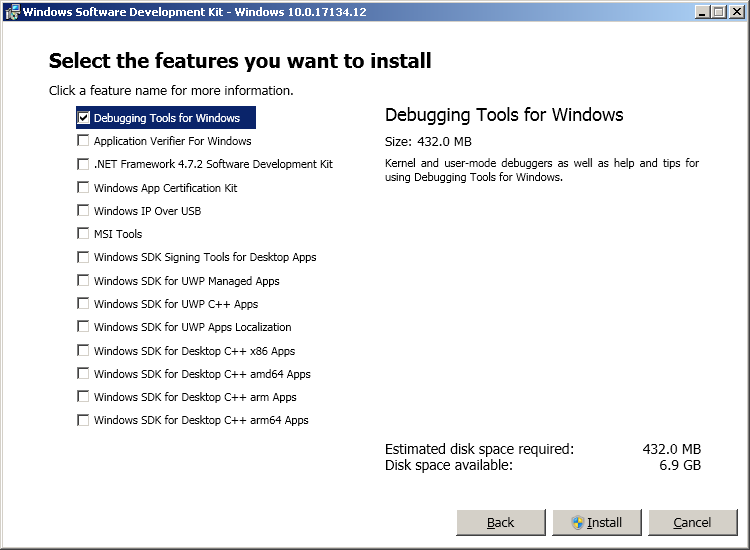 Windows Software Development Kit - Windows 10.0.17134.12
Select the features you want to install
Click a feature name for more information.
Debugging Tools for Windows
Application Verifier For Windows
.NET Framework 4.7.2 Software Development Kit
Windows App Certification Kit
Windows IP Over USB
MSI Tools
Windows SDK Signing Tools for Desktop Apps
Windows SDK for UWP Managed Apps
Windows SDK for UWP C++ Apps
Windows SDK for UWP Apps Localization
Windows SDK for Desktop C++ x86 Apps
Windows SDK for Desktop C++ amd64 Apps
Windows SDK for Desktop C++ arm Apps
Windows SDK for Desktop C++ arm64 Apps
Debugging Tools for Windows
Size: 432.0 MB
Kernel and user-mode debuggers as well as help and tips for
using Debugging Tools for Windows.
Estimated disk space required: 432.0 MB
Disk space available: 6.9 GB
Back Install Cancel